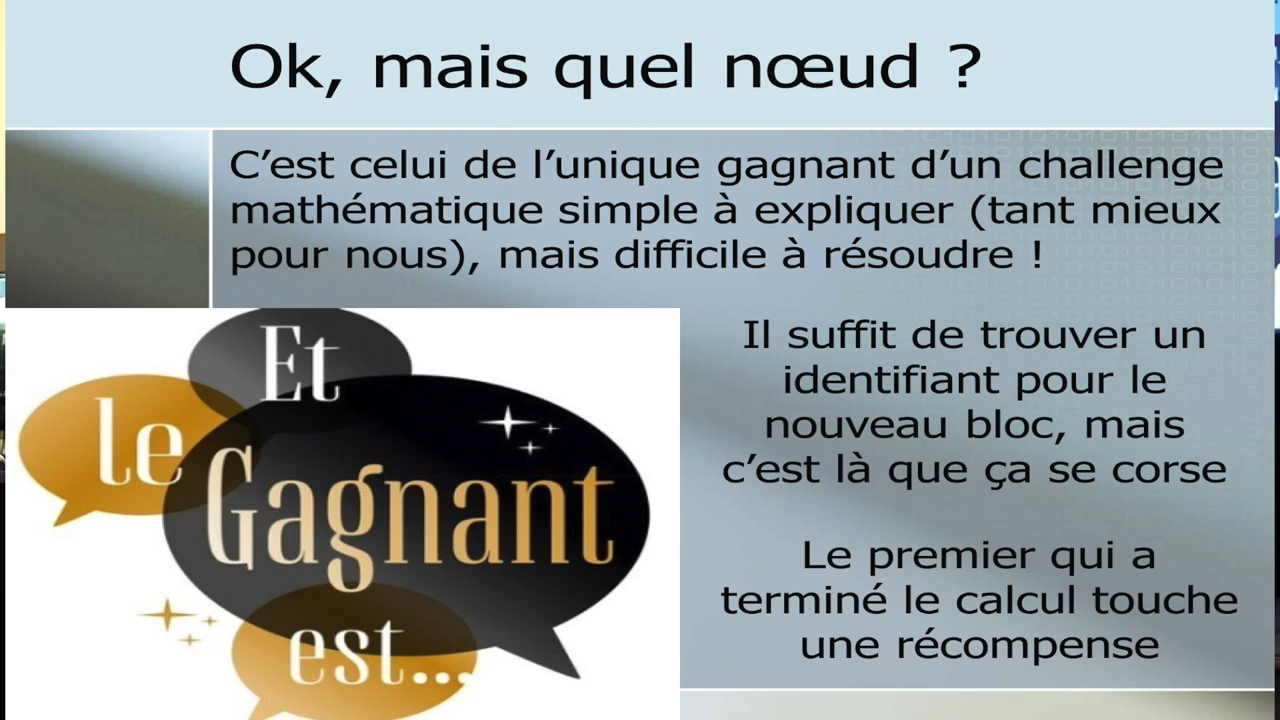 Ok, mais quel nœud ?
C’est celui de l’unique gagnant d’un challenge
mathématique simple à expliquer (tant mieux
pour nous), mais difficile à résoudre !
Et
le
Gagnant
est...
Il suffit de trouver un
identifiant pour le
nouveau bloc, mais
c’est là que ça se corse
Le premier qui a
terminé le calcul touche
une récompense